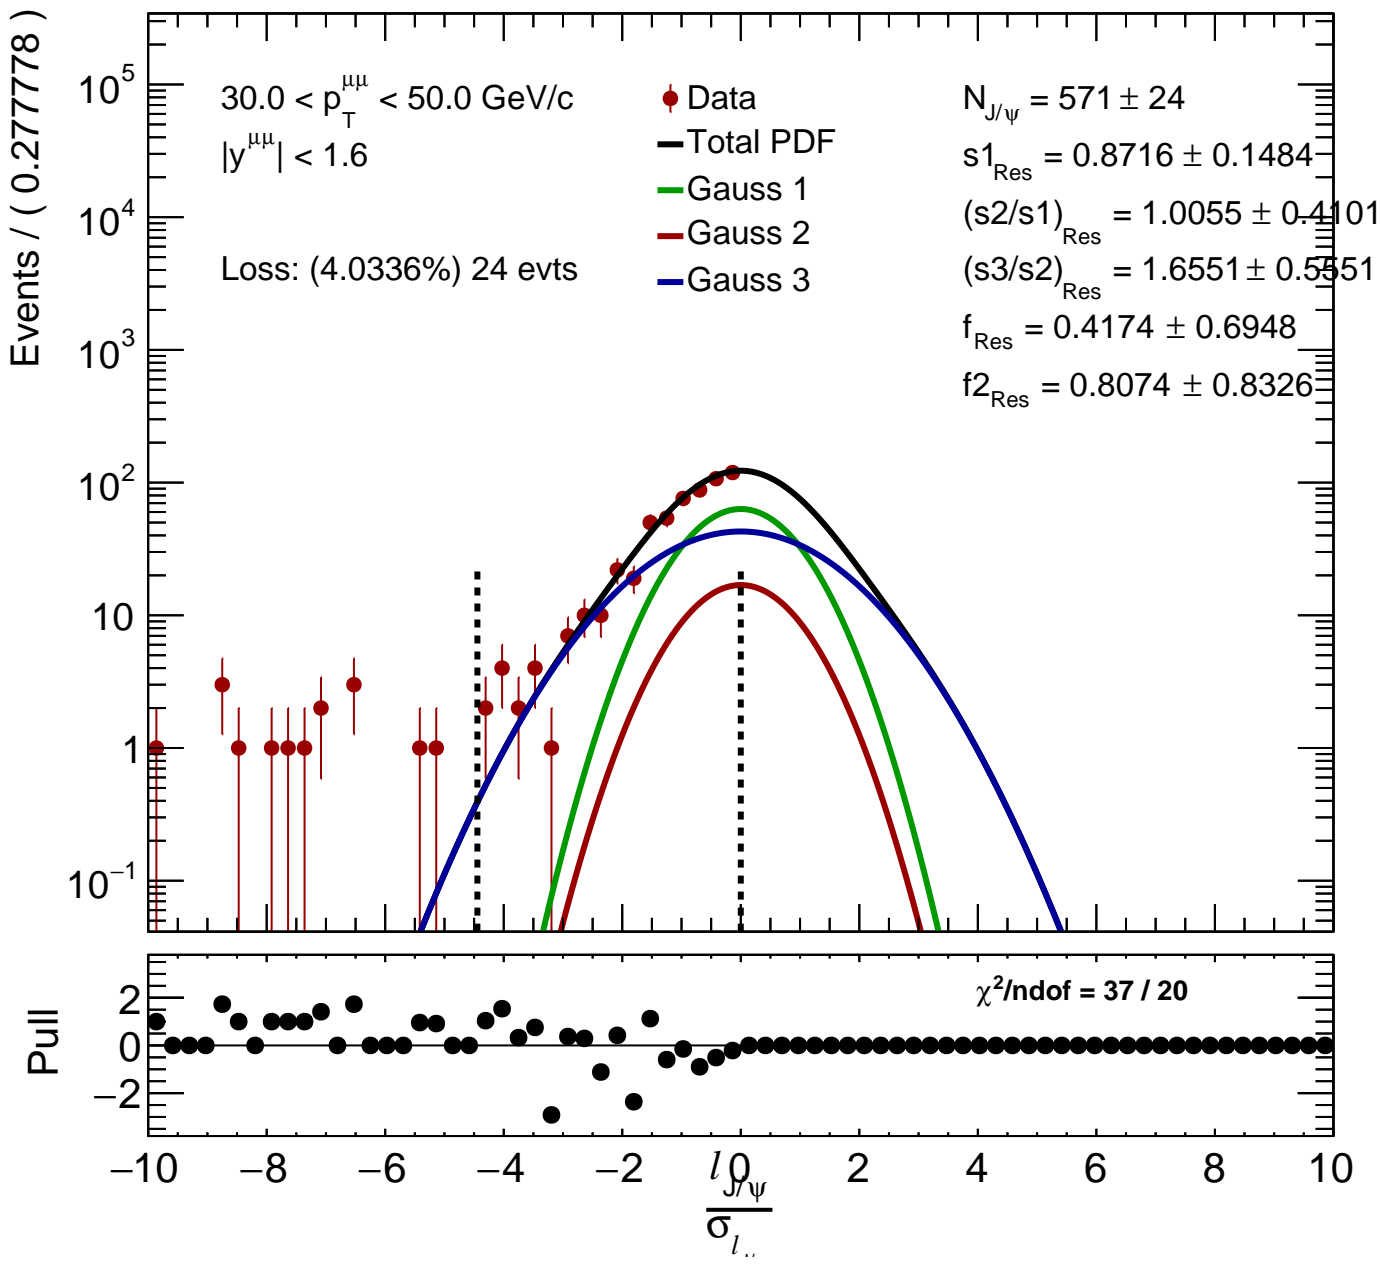 Events / ( 0.277778 )
10^5
10^4
10^3
10^2
10
1
10^−1
30.0 < p_T^μμ < 50.0 GeV/c
|y^μμ| < 1.6
Loss: (4.0336%) 24 evts
Data
Total PDF
Gauss 1
Gauss 2
Gauss 3
N_J/ψ = 571 ± 24
s1_Res = 0.8716 ± 0.1484
(s2/s1)_Res = 1.0055 ± 0.4101
(s3/s2)_Res = 1.6551 ± 0.5551
f_Res = 0.4174 ± 0.6948
f2_Res = 0.8074 ± 0.8326
Pull
2
0
−2
χ²/ndof = 37 / 20
−10 −8 −6 −4 −2 0 2 4 6 8 10
l_J/ψ
σ_l